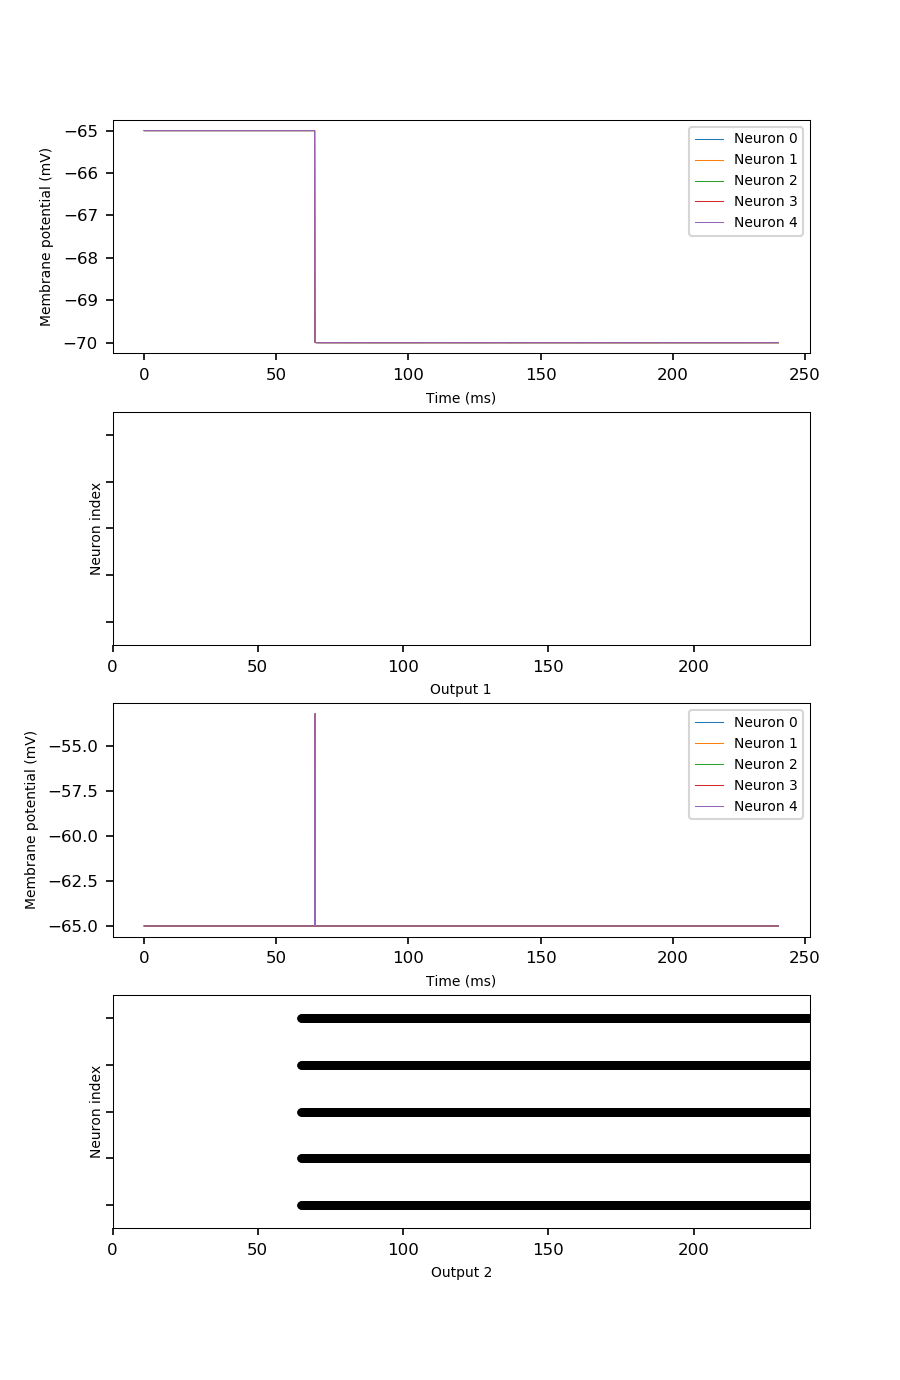 Membrane potential (mV)
−65
−66
−67
−68
−69
−70
Neuron 0
Neuron 1
Neuron 2
Neuron 3
Neuron 4
0 50 100 150 200 250
Time (ms)
Neuron index
0 50 100 150 200
Output 1
Membrane potential (mV)
−55.0
−57.5
−60.0
−62.5
−65.0
Neuron 0
Neuron 1
Neuron 2
Neuron 3
Neuron 4
0 50 100 150 200 250
Time (ms)
Neuron index
0 50 100 150 200
Output 2